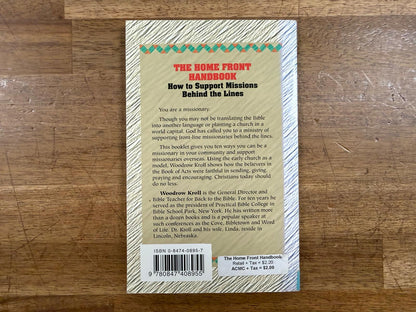 THE HOME FRONT
HANDBOOK
How to Support Missions
Behind the Lines
You are a missionary.
Though you may not be translating the Bible
into another language or planting a church in a
world capital, God has called you to a ministry of
supporting front-line missionaries behind the lines.
This booklet gives you ten ways you can be a
missionary in your community and support
missionaries overseas. Using the early church as a
model, Woodrow Kroll shows how the believers in
the Book of Acts were faithful in sending, giving,
praying and encouraging. Christians today should
do no less.
Woodrow Kroll is the General Director and
Bible Teacher for Back to the Bible. For ten years he
served as the president of Practical Bible College in
Bible School Park, New York. He has written more
than a dozen books and is a popular speaker at
such conferences as the Cove, Bibletown and Word
of Life. Dr. Kroll and his wife, Linda, reside in
Lincoln, Nebraska.
ISBN 0-8474-0895-7
9 780847 408955
The Home Front Handbook
Retail + Tax = $2.20
ACMC + Tax = $2.00